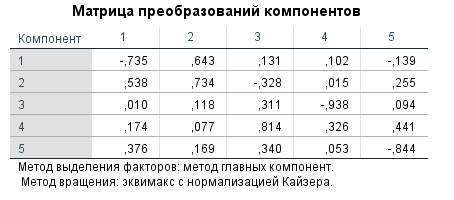 Матрица преобразований компонентов
Компонент 1 2 3 4 5
1 -,735 ,643 ,131 ,102 -,139
2 ,538 ,734 -,328 ,015 ,255
3 ,010 ,118 ,311 -,938 ,094
4 ,174 ,077 ,814 ,326 ,441
5 ,376 ,169 ,340 ,053 -,844
Метод выделения факторов: метод главных компонент.
Метод вращения: эквимакс с нормализацией Кайзера.